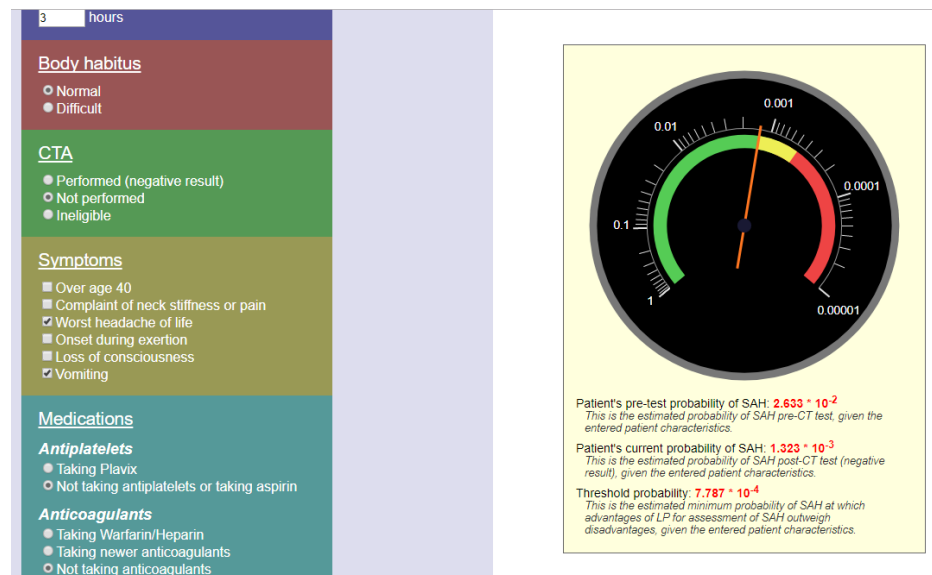 3 hours
Body habitus
Normal
Difficult
CTA
Performed (negative result)
Not performed
Ineligible
Symptoms
Over age 40
Complaint of neck stiffness or pain
Worst headache of life
Onset during exertion
Loss of consciousness
Vomiting
Medications
Antiplatelets
Taking Plavix
Not taking antiplatelets or taking aspirin
Anticoagulants
Taking Warfarin/Heparin
Taking newer anticoagulants
Not taking anticoagulants
0.001
0.01
0.0001
0.1
1
0.00001
Patient's pre-test probability of SAH: 2.633 * 10-2
This is the estimated probability of SAH pre-CT test, given the
entered patient characteristics.
Patient's current probability of SAH: 1.323 * 10-3
This is the estimated probability of SAH post-CT test (negative
result), given the entered patient characteristics.
Threshold probability: 7.787 * 10-4
This is the estimated minimum probability of SAH at which
advantages of LP for assessment of SAH outweigh
disadvantages, given the entered patient characteristics.